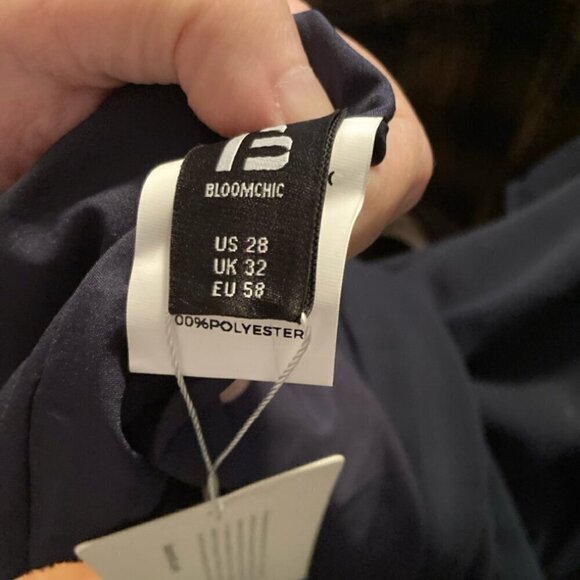 BLOOMCHIC
US 28
UK 32
EU 58
00%POLYESTER